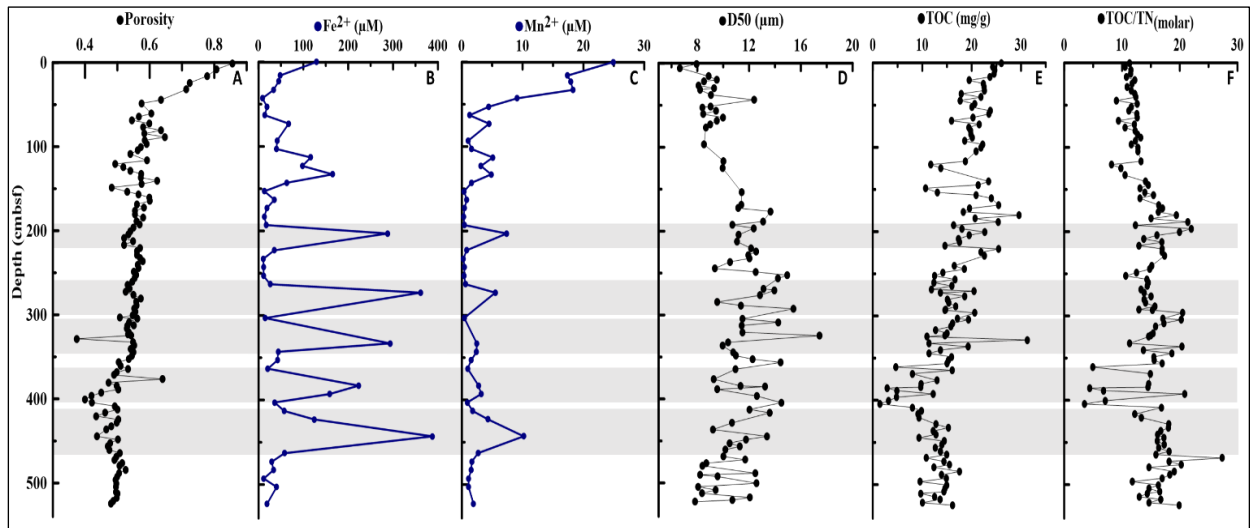 Porosity Fe2+ (µM) Mn2+ (µM) D50 (µm) TOC (mg/g) TOC/TN(molar)
0.4 0.6 0.8 0 100 200 300 400 0 10 20 30 8 12 16 20 0 10 20 30 0 10 20 30
0
A B C D E F
100
200
300
400
500
Depth (cmbsf)